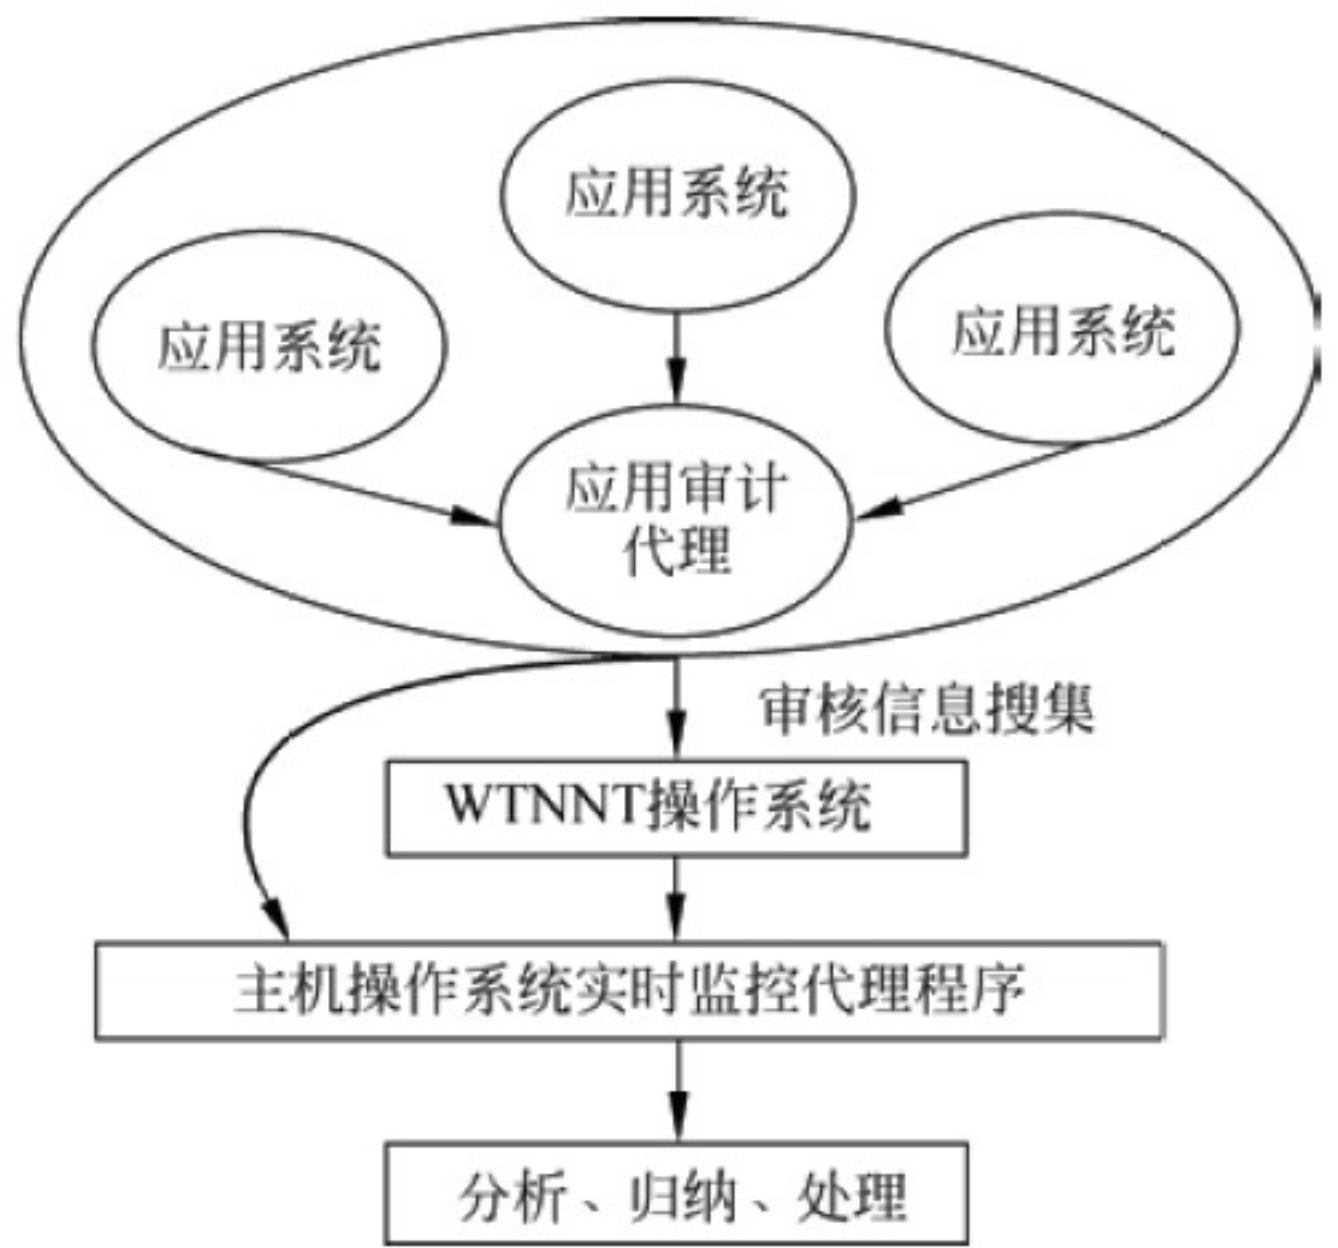 应用系统
应用系统
应用系统
应用审计
代理
审核信息搜集
WTNNT操作系统
主机操作系统实时监控代理程序
分析、归纳、处理